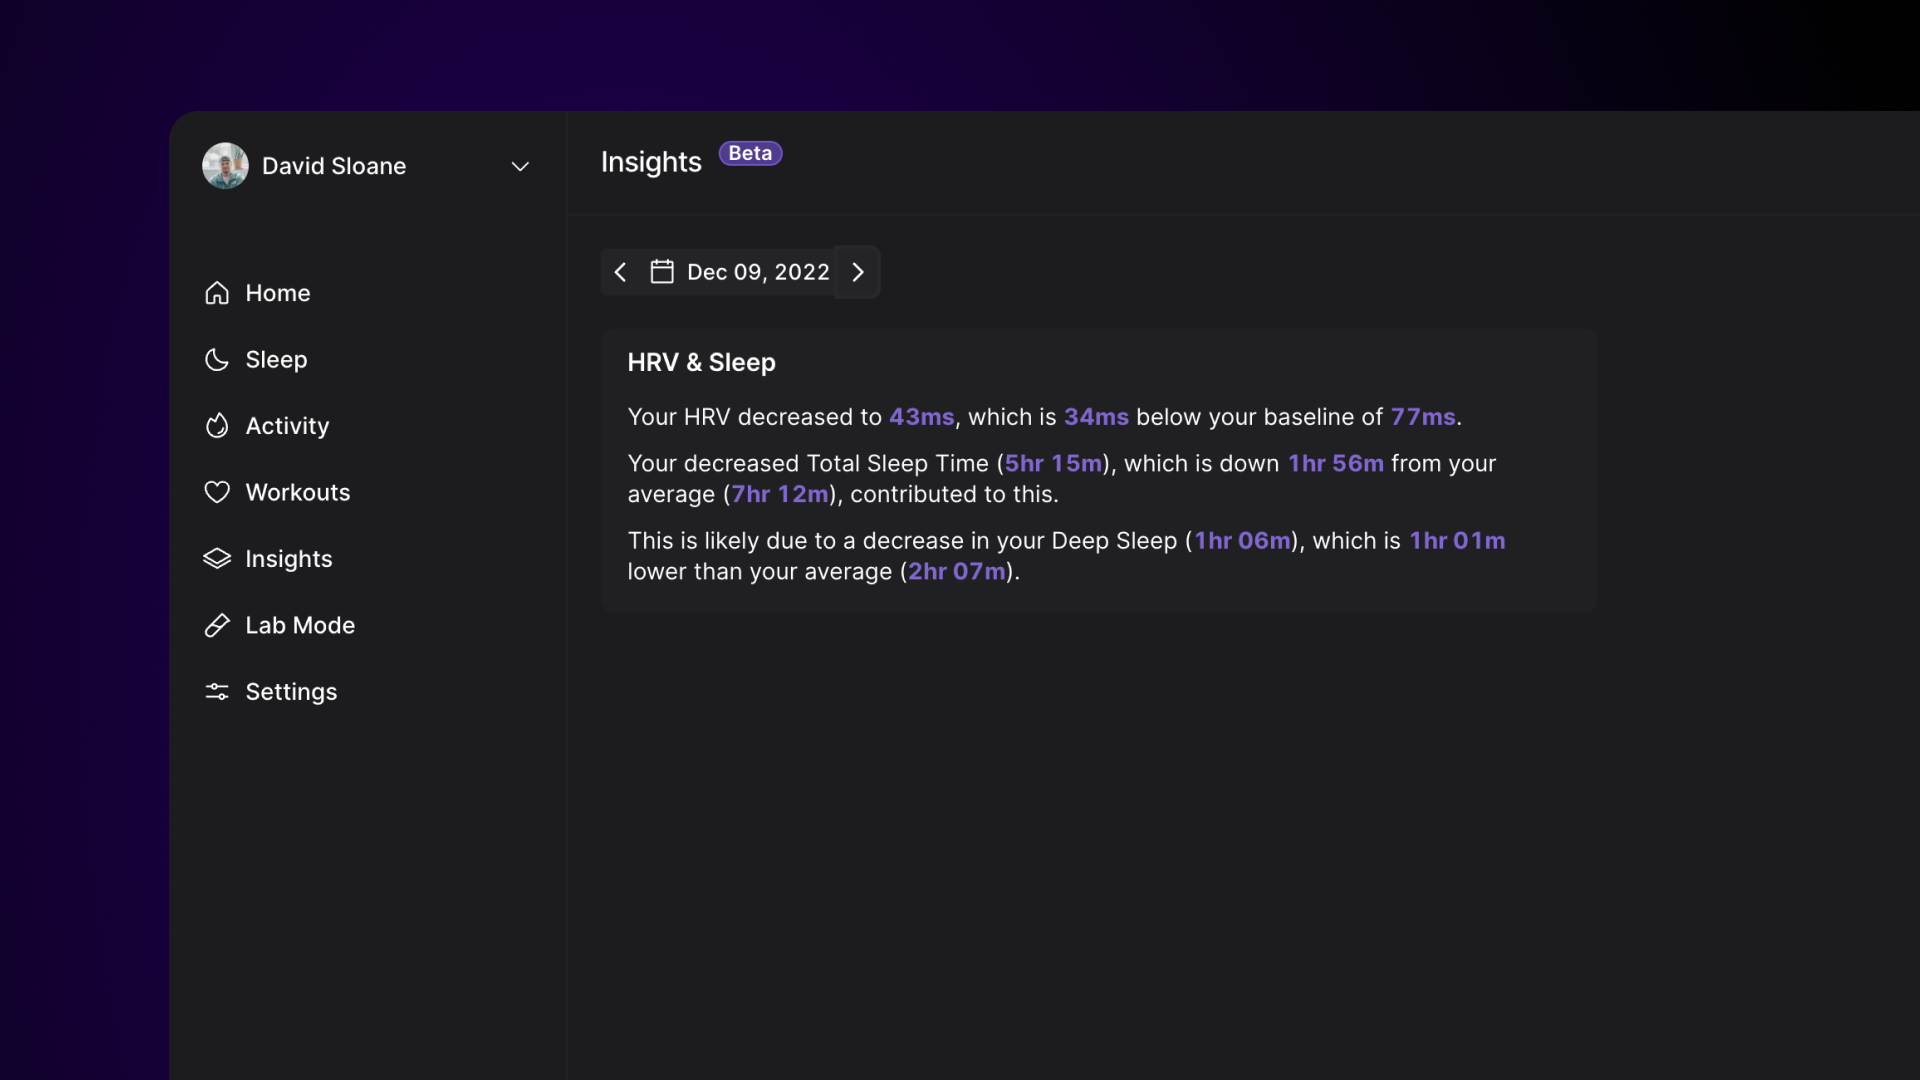 David Sloane
Home
Sleep
Activity
Workouts
Insights
Lab Mode
Settings
Insights Beta
Dec 09, 2022
HRV & Sleep
Your HRV decreased to 43ms, which is 34ms below your baseline of 77ms.
Your decreased Total Sleep Time (5hr 15m), which is down 1hr 56m from your
average (7hr 12m), contributed to this.
This is likely due to a decrease in your Deep Sleep (1hr 06m), which is 1hr 01m
lower than your average (2hr 07m).